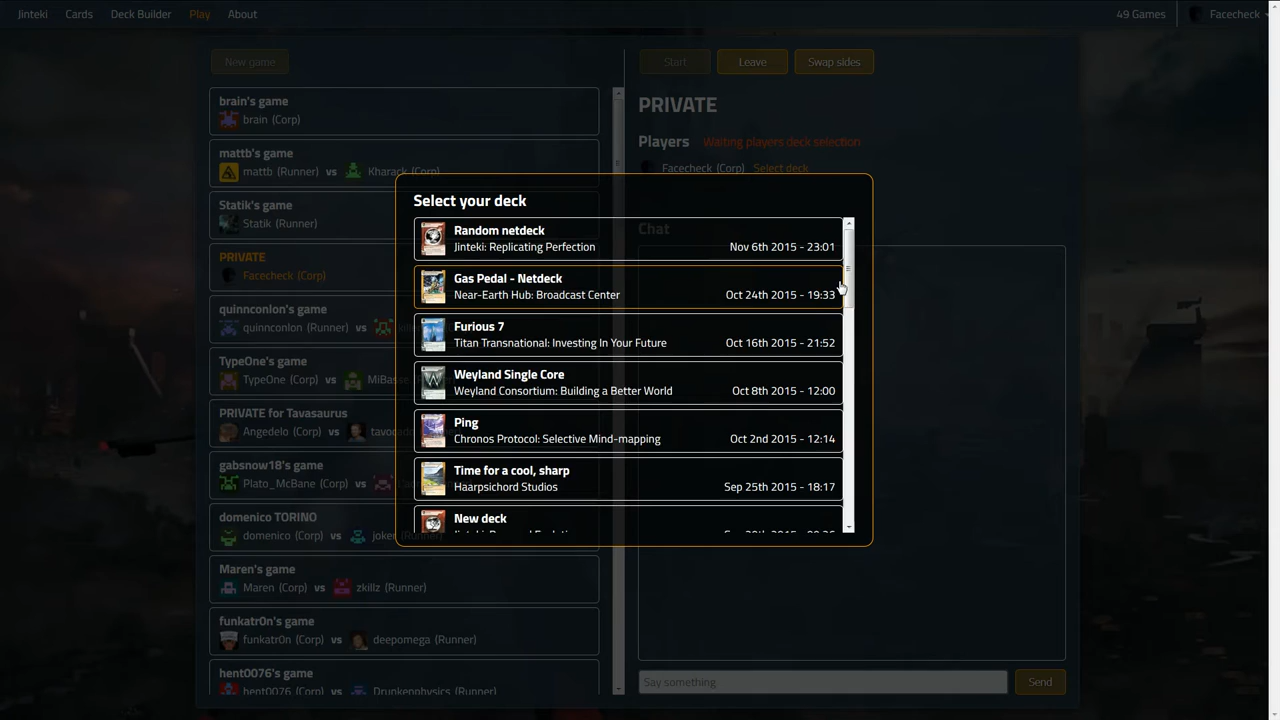 Jinteki Cards Deck Builder Play About 49 Games Facecheck
New game
brain's game
brain (Corp)
mattb's game
mattb (Runner) vs Kharack (Corp)
Statik's game
Statik (Runner)
PRIVATE
Facecheck (Corp)
quinnconlon's game
quinnconlon (Runner) vs
TypeOne's game
TypeOne (Corp) vs MiBasse
PRIVATE for Tavasaurus
Angedelo (Corp) vs
gabsnow18's game
Plato_McBane (Corp) vs
domenico TORINO
domenico (Corp) vs joker (Runner)
Maren's game
Maren (Corp) vs zkillz (Runner)
funkatr0n's game
funkatr0n (Corp) vs deepomega (Runner)
hent0076's game
hent0076 (Corp) vs Drunkenphysics (Runner)
Start Leave Swap sides
PRIVATE
Players Waiting players deck selection
Facecheck (Corp) Select deck
Chat
Select your deck
Random netdeck
Jinteki: Replicating Perfection Nov 6th 2015 - 23:01
Gas Pedal - Netdeck
Near-Earth Hub: Broadcast Center Oct 24th 2015 - 19:33
Furious 7
Titan Transnational: Investing In Your Future Oct 16th 2015 - 21:52
Weyland Single Core
Weyland Consortium: Building a Better World Oct 8th 2015 - 12:00
Ping
Chronos Protocol: Selective Mind-mapping Oct 2nd 2015 - 12:14
Time for a cool, sharp
Haarpsichord Studios Sep 25th 2015 - 18:17
New deck
Say something Send